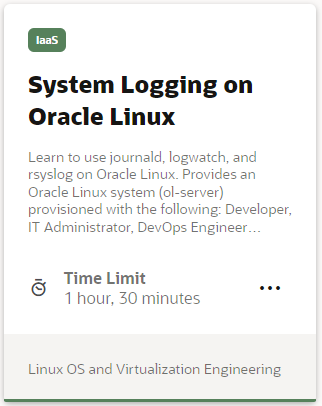 IaaS
System Logging on
Oracle Linux
Learn to use journald, logwatch, and
rsyslog on Oracle Linux. Provides an
Oracle Linux system (ol-server)
provisioned with the following: Developer,
IT Administrator, DevOps Engineer...
Time Limit
1 hour, 30 minutes
Linux OS and Virtualization Engineering